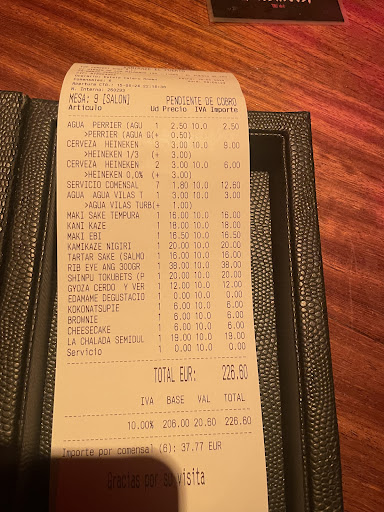 MESA: 9 [SALON] PENDIENTE DE COBRO
Artículo Ud Precio IVA Importe
AGUA PERRIER (AGU 1 2.50 10.0 2.50
>PERRIER (AGUA G(+ 0.50)
CERVEZA HEINEKEN 3 3.00 10.0 9.00
>HEINEKEN 1/3 (+ 3.00)
CERVEZA HEINEKEN 2 3.00 10.0 6.00
>HEINEKEN 0,0% (+ 3.00)
SERVICIO COMENSAL 7 1.80 10.0 12.60
AGUA AGUA VILAS T 1 3.00 10.0 3.00
>AGUA VILAS TURB(+ 1.00)
MAKI SAKE TEMPURA 1 16.00 10.0 16.00
KANI KAZE 1 18.00 10.0 18.00
MAKI EBI 1 16.50 10.0 16.50
KAMIKAZE NIGIRI 1 20.00 10.0 20.00
TARTAR SAKE (SALMO 1 16.00 10.0 16.00
RIB EYE ANG 300GR 1 38.00 10.0 38.00
SHINPU TOKUBETS (P 1 20.00 10.0 20.00
GYOZA CERDO Y VER 1 12.00 10.0 12.00
EDAMAME DEGUSTACIO 1 0.00 10.0 0.00
KOKONATSUPIE 1 6.00 10.0 6.00
BROWNIE 1 6.00 10.0 6.00
CHEESECAKE 1 6.00 10.0 6.00
LA CHALADA SEMIDUL 1 19.00 10.0 19.00
Servicio 1 0.00 10.0 0.00
TOTAL EUR: 226.60
IVA BASE VAL TOTAL
10.00% 206.00 20.60 226.60
Importe por comensal (6): 37.77 EUR
Gracias por su visita